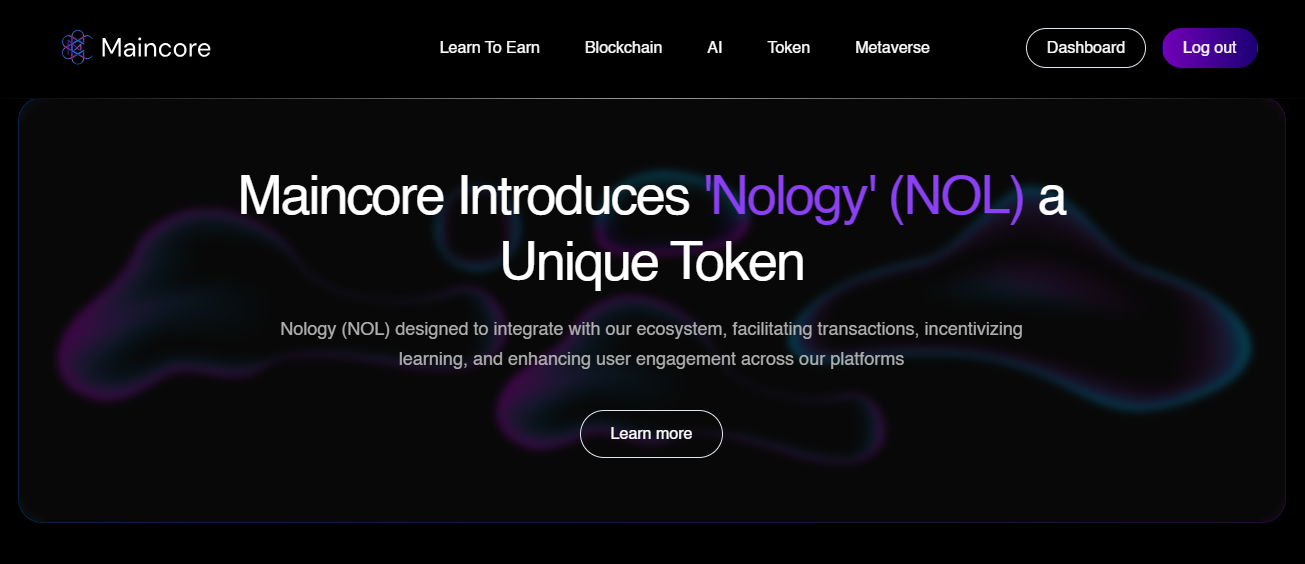 Maincore
Learn To Earn
Blockchain
AI
Token
Metaverse
Dashboard
Log out
Maincore Introduces 'Nology' (NOL) a
Unique Token
Nology (NOL) designed to integrate with our ecosystem, facilitating transactions, incentivizing
learning, and enhancing user engagement across our platforms
Learn more